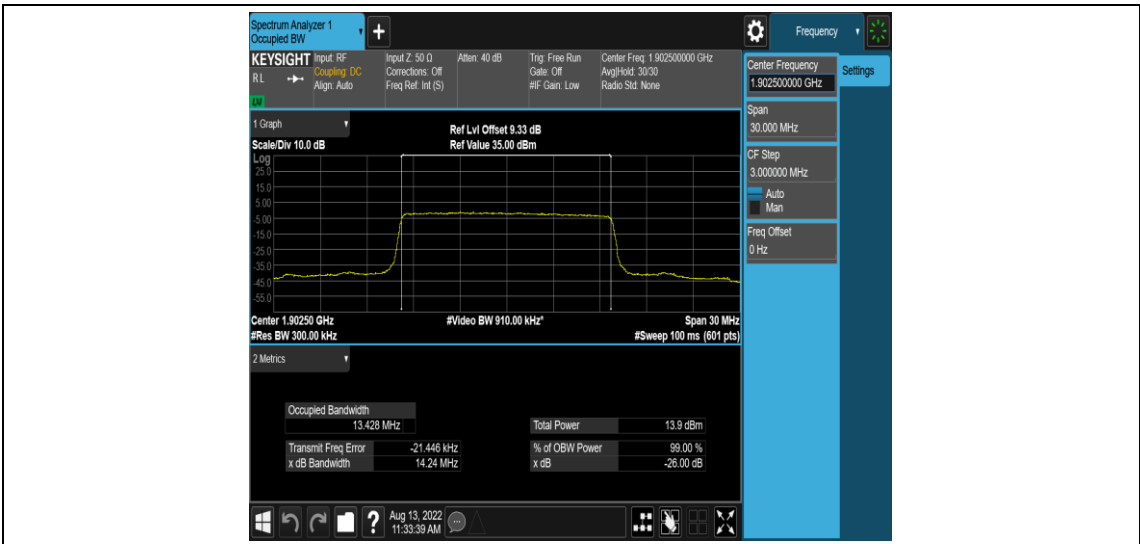 Spectrum Analyzer 1
Occupied BW
+
Frequency
KEYSIGHT
RL
LXI
Input: RF
Coupling: DC
Align: Auto
Input Z: 50 Ω
Corrections: Off
Freq Ref: Int (S)
Atten: 40 dB
Trig: Free Run
Gate: Off
#IF Gain: Low
Center Freq: 1.902500000 GHz
Avg|Hold: 30/30
Radio Std: None
Center Frequency
1.902500000 GHz
Settings
Span
30.000 MHz
CF Step
3.000000 MHz
Auto
Man
Freq Offset
0 Hz
1 Graph
Scale/Div 10.0 dB
Ref Lvl Offset 9.33 dB
Ref Value 35.00 dBm
Log
25.0
15.0
5.00
-5.00
-15.0
-25.0
-35.0
-45.0
-55.0
Center 1.90250 GHz
#Video BW 910.00 kHz*
Span 30 MHz
#Res BW 300.00 kHz
#Sweep 100 ms (601 pts)
2 Metrics
Occupied Bandwidth
13.428 MHz
Total Power 13.9 dBm
Transmit Freq Error -21.446 kHz
% of OBW Power 99.00 %
x dB Bandwidth 14.24 MHz
x dB -26.00 dB
?
Aug 13, 2022
11:33:39 AM